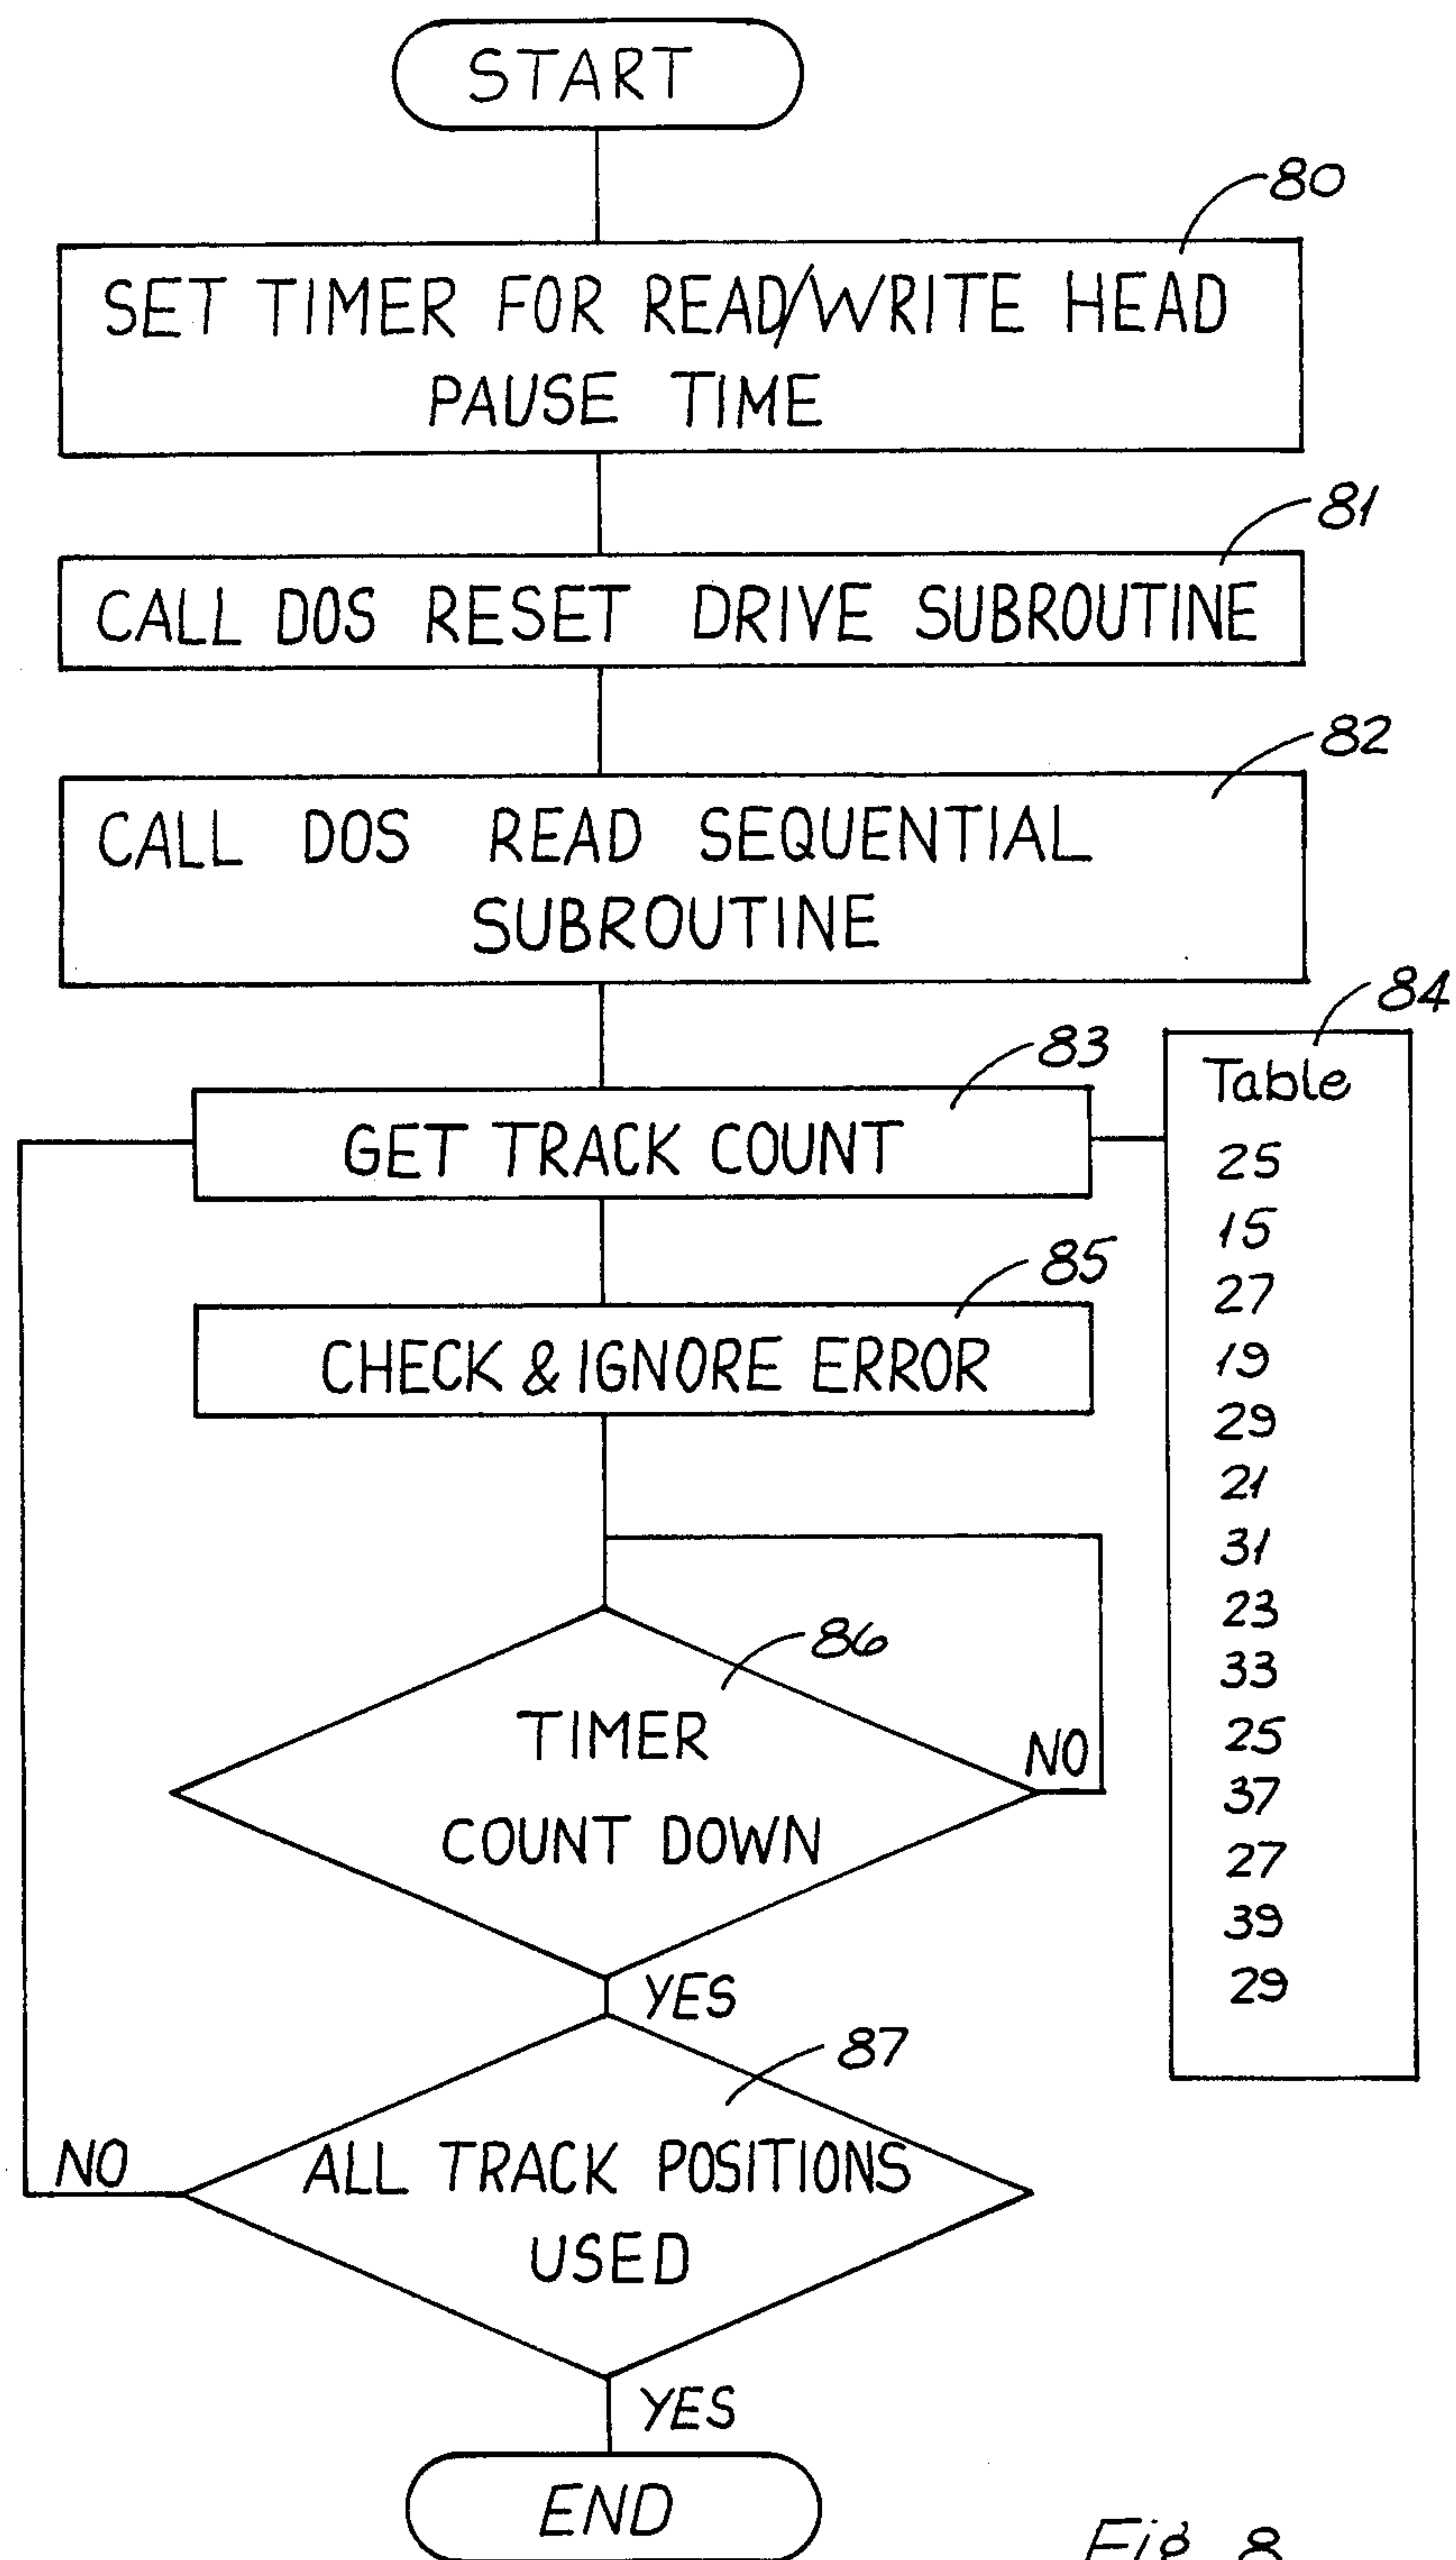 START
80
SET TIMER FOR READ/WRITE HEAD
PAUSE TIME
81
CALL DOS RESET DRIVE SUBROUTINE
82
CALL DOS READ SEQUENTIAL
SUBROUTINE
83
GET TRACK COUNT
84
Table
25
15
27
19
29
21
31
23
33
25
37
27
39
29
85
CHECK & IGNORE ERROR
86
TIMER
COUNT DOWN
NO
YES
87
ALL TRACK POSITIONS
USED
NO
YES
END
Fig. 8